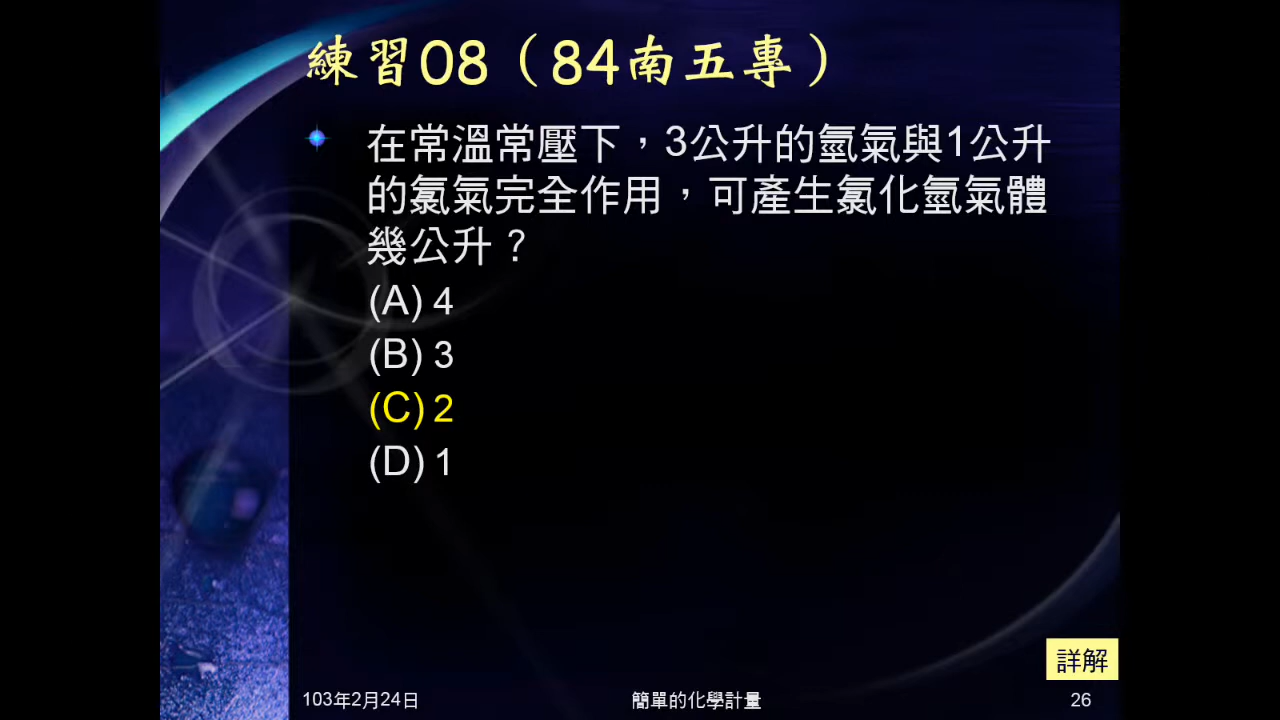 練習08（84南五專）
在常溫常壓下，3公升的氫氣與1公升
的氯氣完全作用，可產生氯化氫氣體
幾公升？
(A) 4
(B) 3
(C) 2
(D) 1
詳解
103年2月24日
簡單的化學計量
26